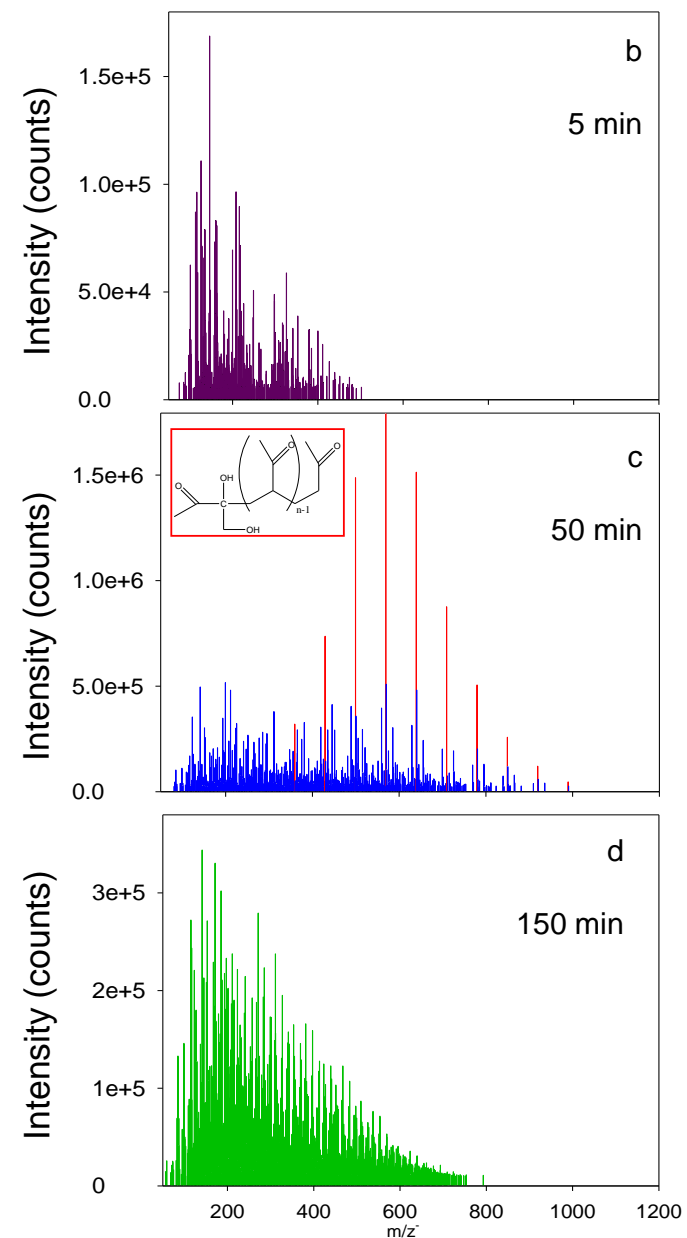 b
5 min
1.5e+5
1.0e+5
5.0e+4
0.0
Intensity (counts)
c
50 min
1.5e+6
1.0e+6
5.0e+5
0.0
Intensity (counts)
O
OH
C
OH
O
n-1
O
d
150 min
3e+5
2e+5
1e+5
0
Intensity (counts)
200 400 600 800 1000 1200
m/z-